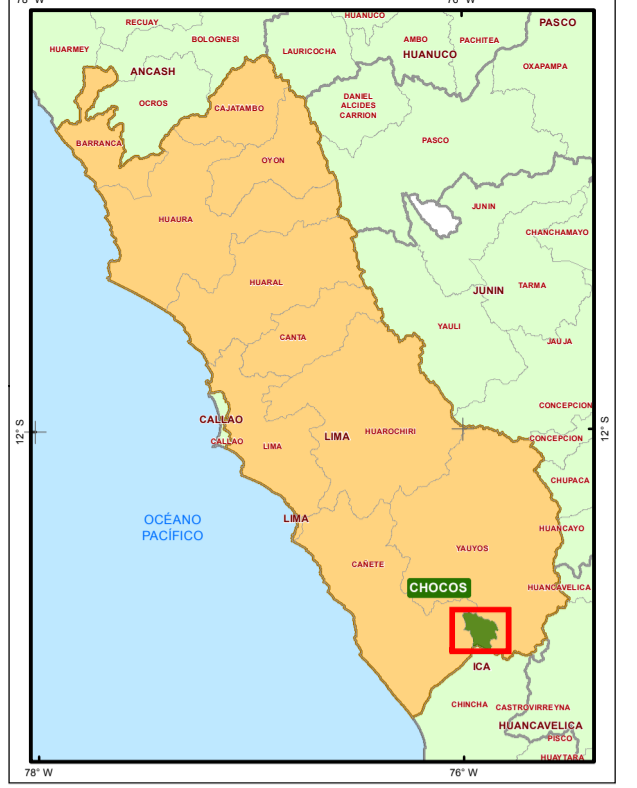 78° W
76° W
HUANUCO
PASCO
RECUAY
BOLOGNESI
AMBO
PACHITEA
HUARMEY
LAURICOCHA
HUANUCO
OXAPAMPA
ANCASH
OCROS
CAJATAMBO
DANIEL
ALCIDES
CARRION
BARRANCA
PASCO
OYON
HUAURA
JUNIN
CHANCHAMAYO
HUARAL
JUNIN
TARMA
YAULI
CANTA
JAUJA
CONCEPCION
CALLAO
12° S
12° S
CALLAO
LIMA
LIMA
HUAROCHIRI
CONCEPCION
CHUPACA
OCÉANO
PACÍFICO
LIMA
HUANCAYO
YAUYOS
CAÑETE
CHOCOS
HUANCAVELICA
ICA
CHINCHA
CASTROVIRREYNA
HUANCAVELICA
PISCO
HUAYTARA
78° W
76° W